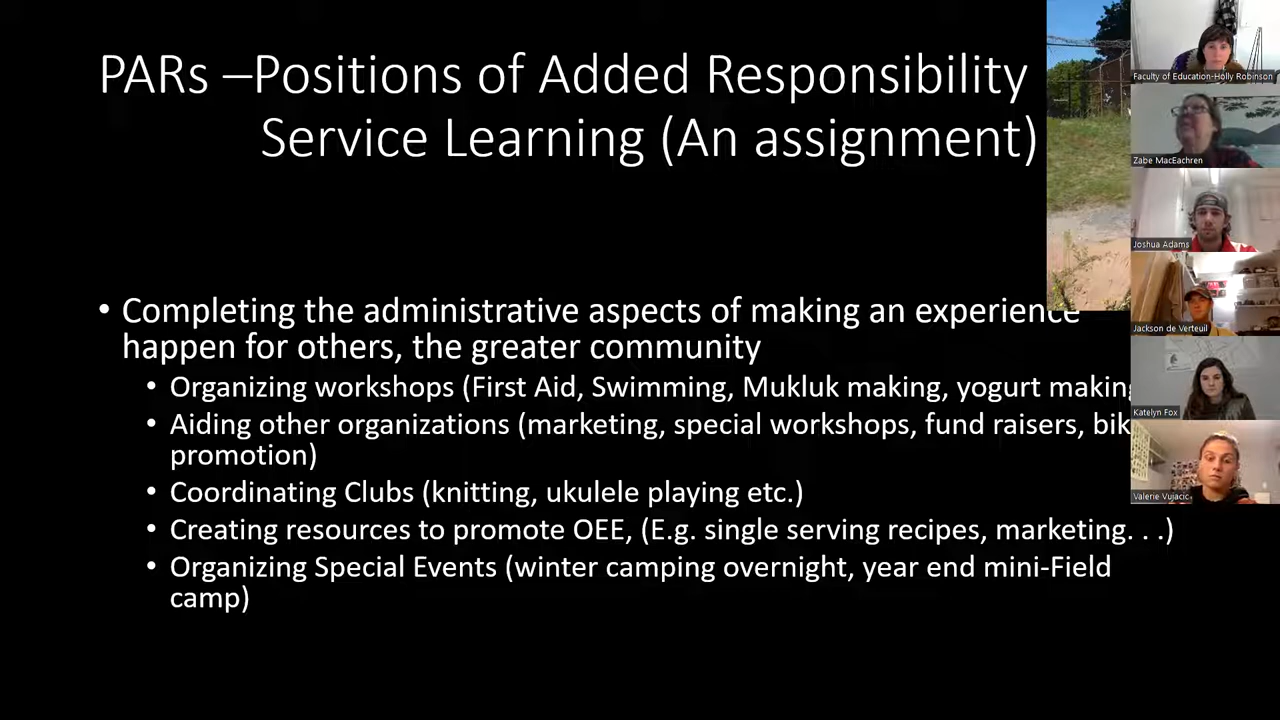 PARs –Positions of Added Responsibility
Service Learning (An assignment)
• Completing the administrative aspects of making an experience
happen for others, the greater community
• Organizing workshops (First Aid, Swimming, Mukluk making, yogurt making
• Aiding other organizations (marketing, special workshops, fund raisers,
promotion)
• Coordinating Clubs (knitting, ukulele playing etc.)
• Creating resources to promote OEE, (E.g. single serving recipes, marketing. . .)
• Organizing Special Events (winter camping overnight, year end mini-Field
camp)
Faculty of Education-Holly Robinson
Zabe MacEachren
Joshua Adams
Jackson de Verteuil
Katelyn Fox
Valerie Vujacic